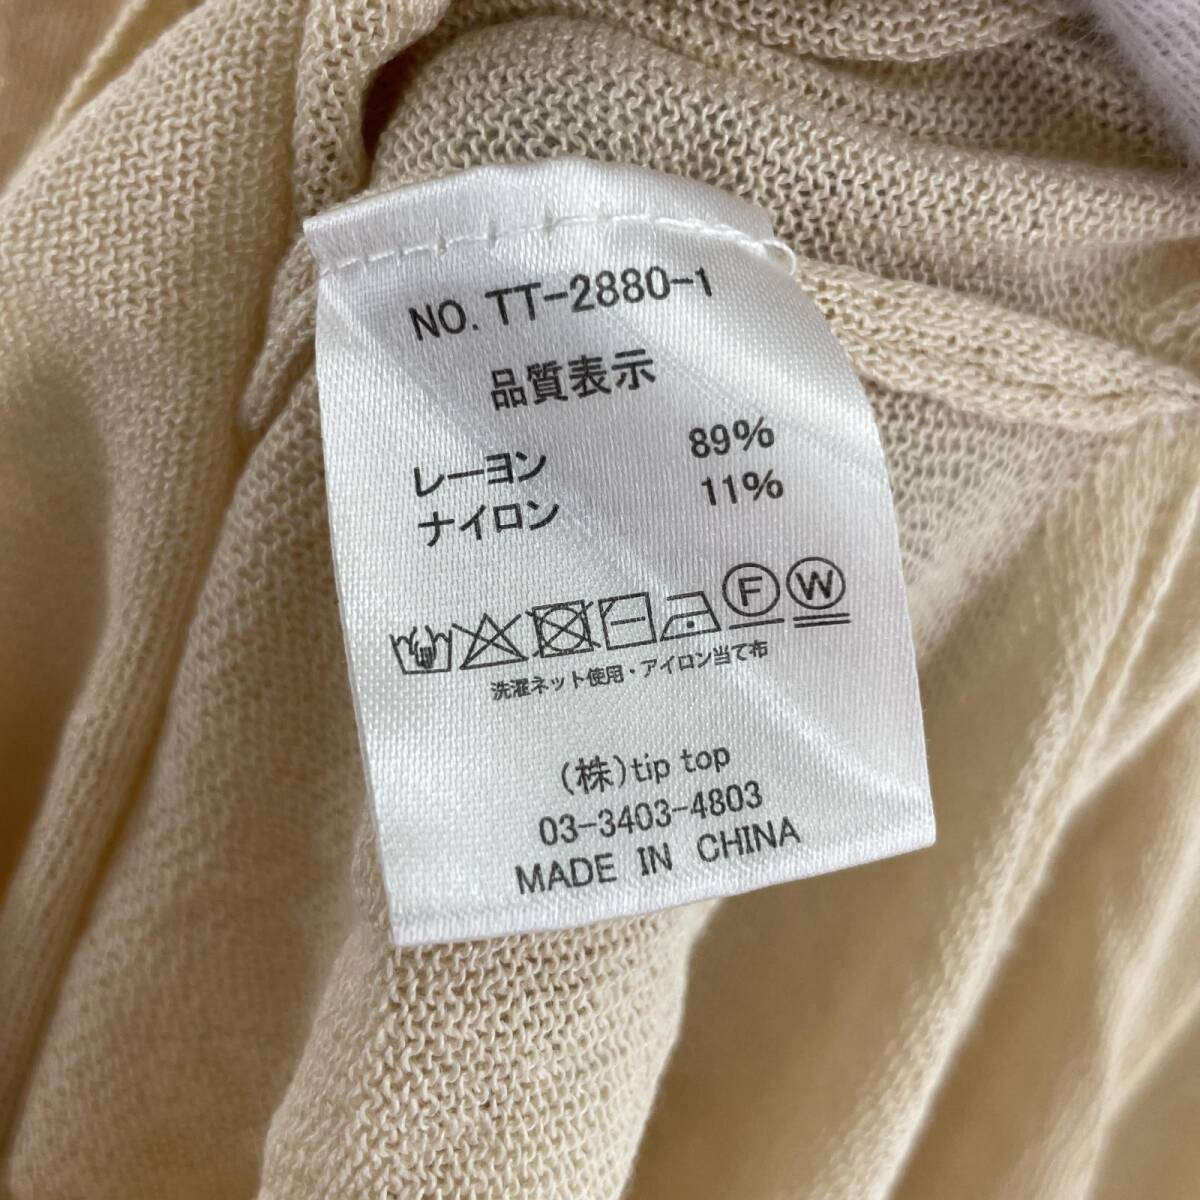 NO. TT-2880-1
品質表示
レーヨン 89%
ナイロン 11%
F W
洗濯ネット使用・アイロン当て布
(株)tip top
03-3403-4803
MADE IN CHINA